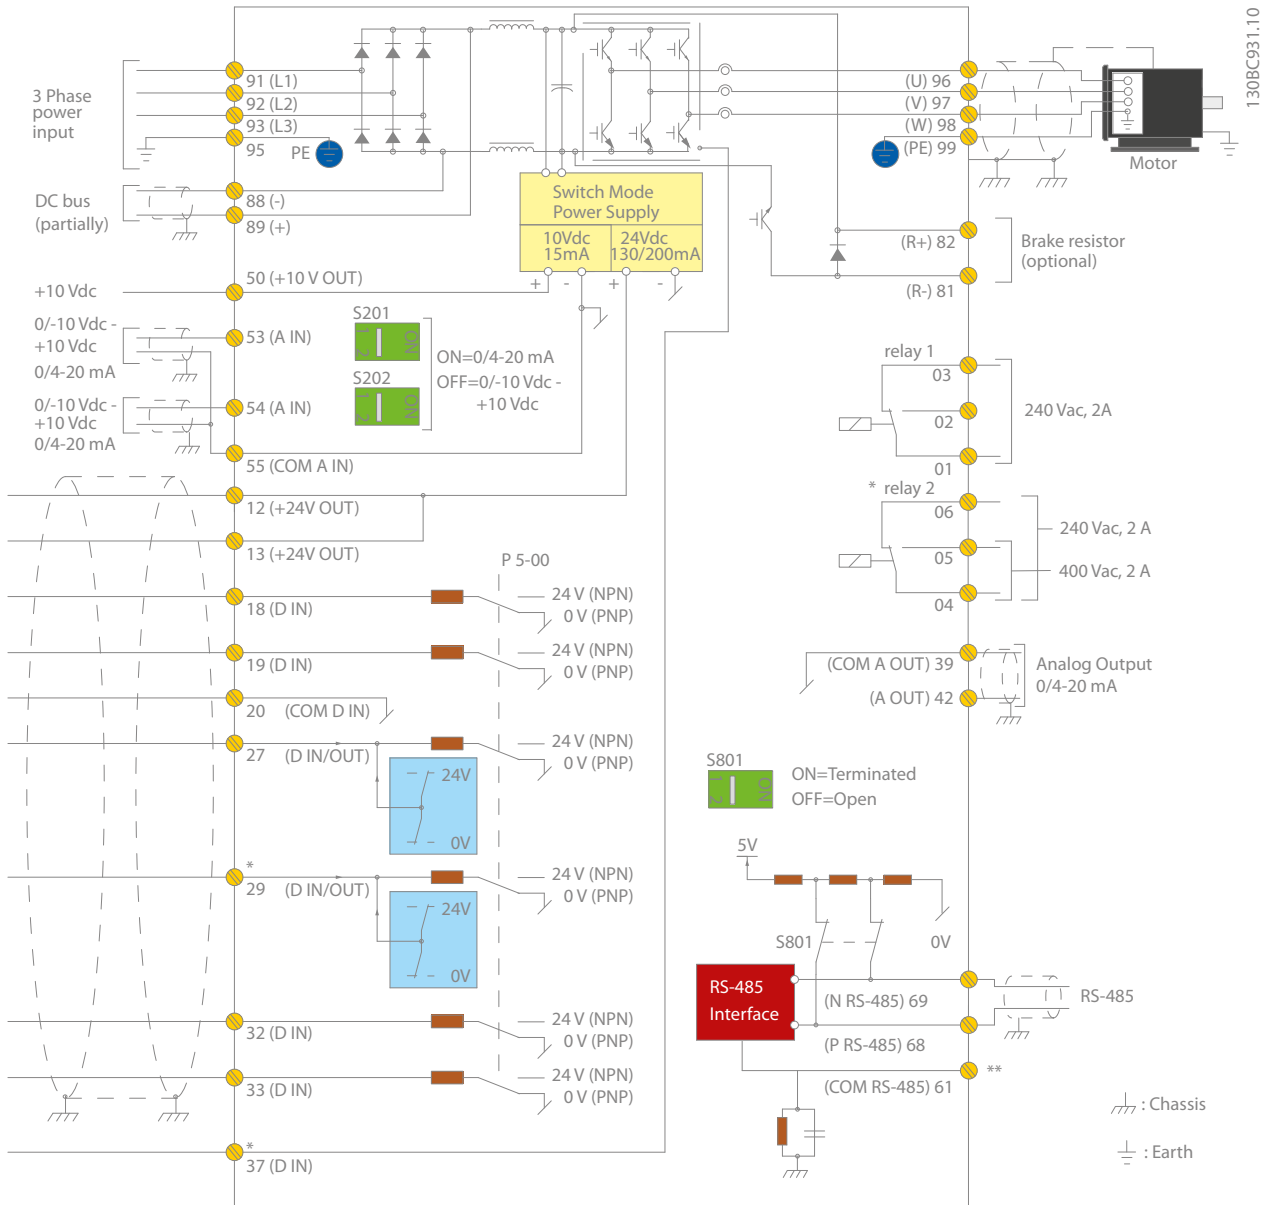 130BC931.10
3 Phase
power
input
91 (L1)
92 (L2)
93 (L3)
95
PE
DC bus
(partially)
88 (-)
89 (+)
Switch Mode
Power Supply
10Vdc
15mA
24Vdc
130/200mA
+ - + -
(U) 96
(V) 97
(W) 98
(PE) 99
Motor
(R+) 82
(R-) 81
Brake resistor
(optional)
+10 Vdc
50 (+10 V OUT)
0/-10 Vdc -
+10 Vdc
0/4-20 mA
53 (A IN)
0/-10 Vdc -
+10 Vdc
0/4-20 mA
54 (A IN)
55 (COM A IN)
S201
1 2 ON
S202
1 2 ON
ON=0/4-20 mA
OFF=0/-10 Vdc -
+10 Vdc
12 (+24V OUT)
13 (+24V OUT)
P 5-00
18 (D IN)
24 V (NPN)
0 V (PNP)
19 (D IN)
24 V (NPN)
0 V (PNP)
20 (COM D IN)
27 (D IN/OUT)
24 V (NPN)
0 V (PNP)
24V
0V
*
29 (D IN/OUT)
24 V (NPN)
0 V (PNP)
24V
0V
32 (D IN)
24 V (NPN)
0 V (PNP)
33 (D IN)
24 V (NPN)
0 V (PNP)
*
37 (D IN)
relay 1
03
02
01
240 Vac, 2A
* relay 2
06
05
04
240 Vac, 2 A
400 Vac, 2 A
(COM A OUT) 39
(A OUT) 42
Analog Output
0/4-20 mA
S801
1 2 ON
ON=Terminated
OFF=Open
5V
S801
0V
RS-485
Interface
(N RS-485) 69
(P RS-485) 68
(COM RS-485) 61
RS-485
**
: Chassis
: Earth